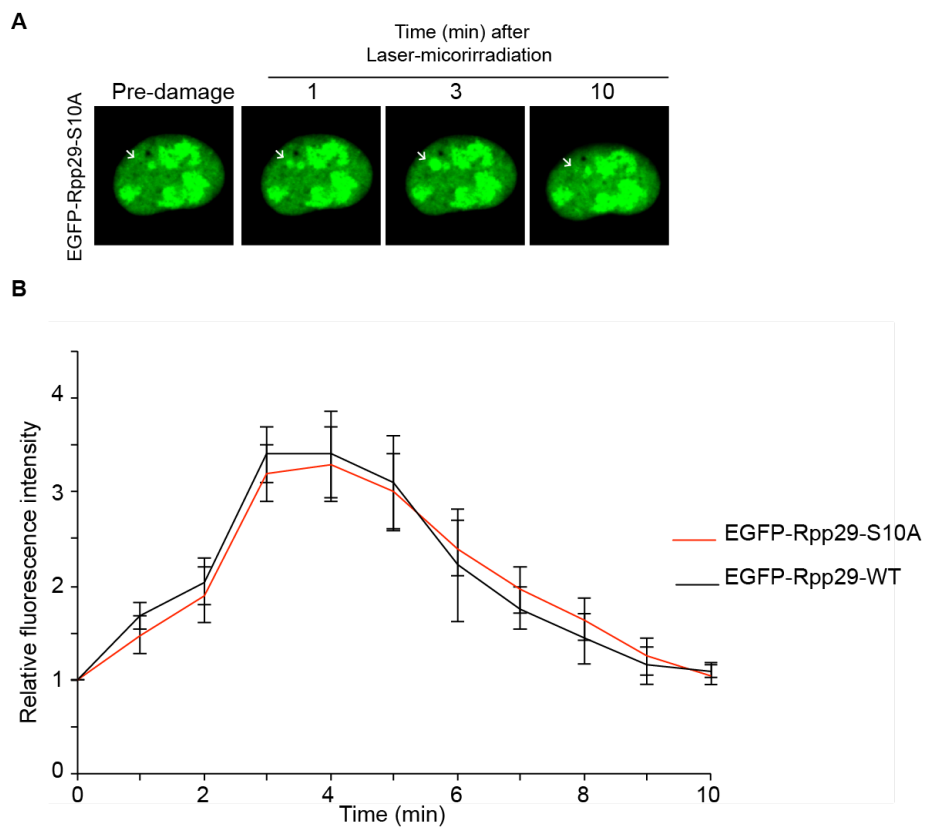 A
Time (min) after
Laser-micorirradiation
Pre-damage 1 3 10
EGFP-Rpp29-S10A
B
Relative fluorescence intensity
4
3
2
1
0
0 2 4 6 8 10
Time (min)
EGFP-Rpp29-S10A
EGFP-Rpp29-WT